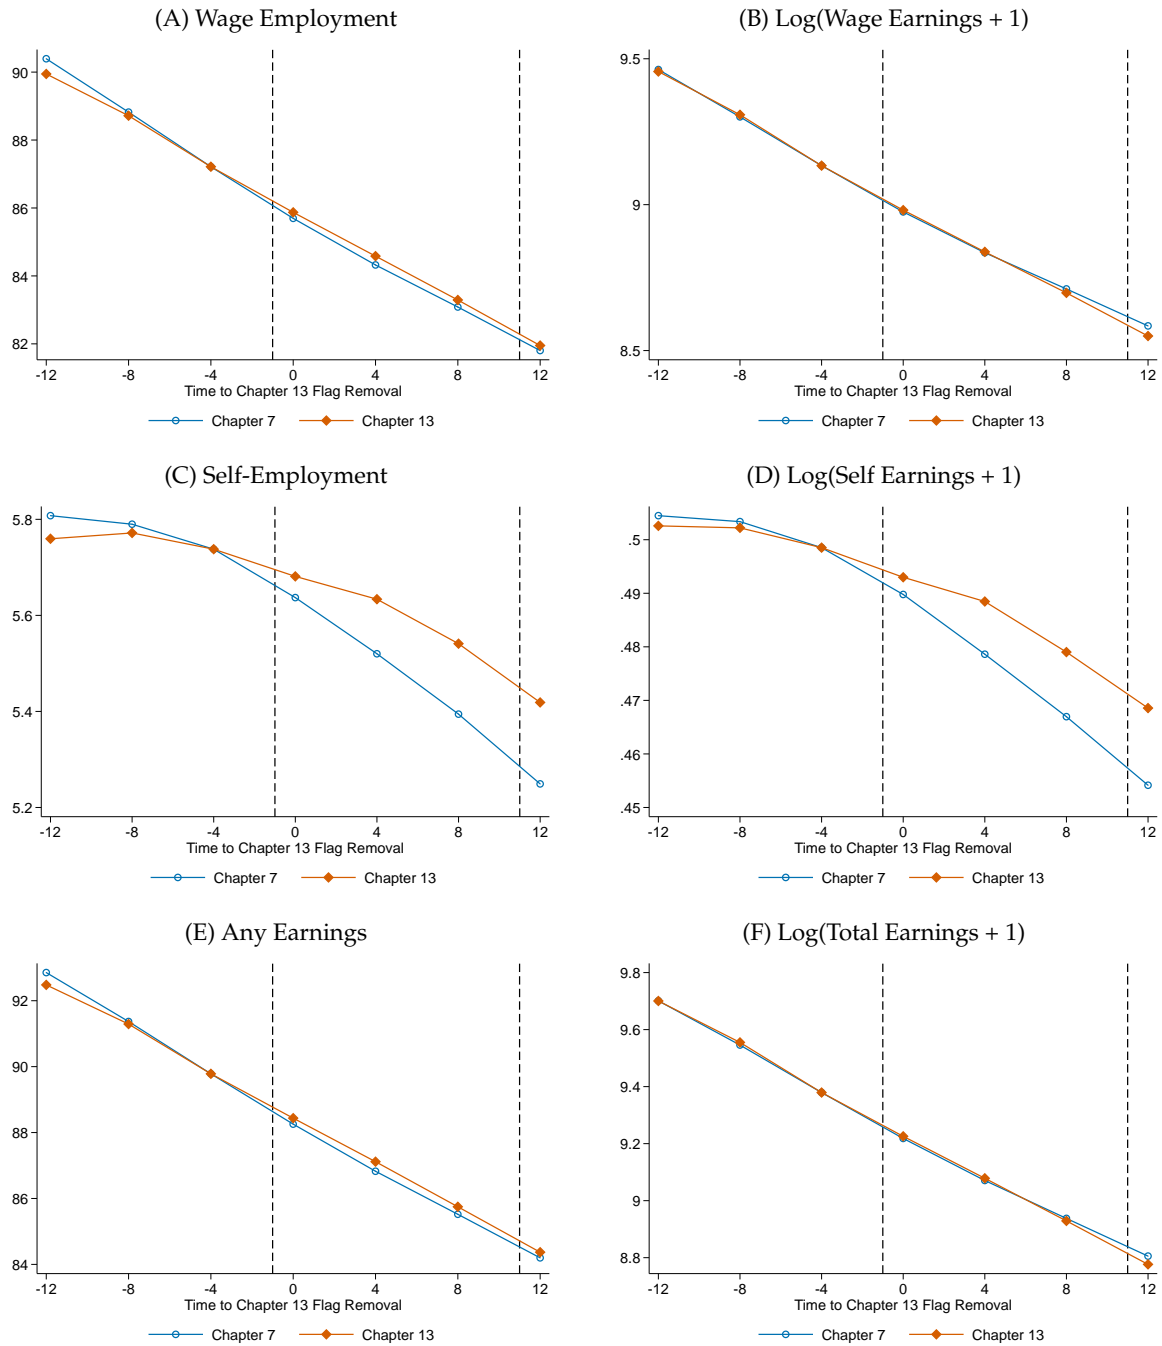 (A) Wage Employment
90
88
86
84
82
-12 -8 -4 0 4 8 12
Time to Chapter 13 Flag Removal
Chapter 7 Chapter 13
(B) Log(Wage Earnings + 1)
9.5
9
8.5
-12 -8 -4 0 4 8 12
Time to Chapter 13 Flag Removal
Chapter 7 Chapter 13
(C) Self-Employment
5.8
5.6
5.4
5.2
-12 -8 -4 0 4 8 12
Time to Chapter 13 Flag Removal
Chapter 7 Chapter 13
(D) Log(Self Earnings + 1)
.5
.49
.48
.47
.46
.45
-12 -8 -4 0 4 8 12
Time to Chapter 13 Flag Removal
Chapter 7 Chapter 13
(E) Any Earnings
92
90
88
86
84
-12 -8 -4 0 4 8 12
Time to Chapter 13 Flag Removal
Chapter 7 Chapter 13
(F) Log(Total Earnings + 1)
9.8
9.6
9.4
9.2
9
8.8
-12 -8 -4 0 4 8 12
Time to Chapter 13 Flag Removal
Chapter 7 Chapter 13